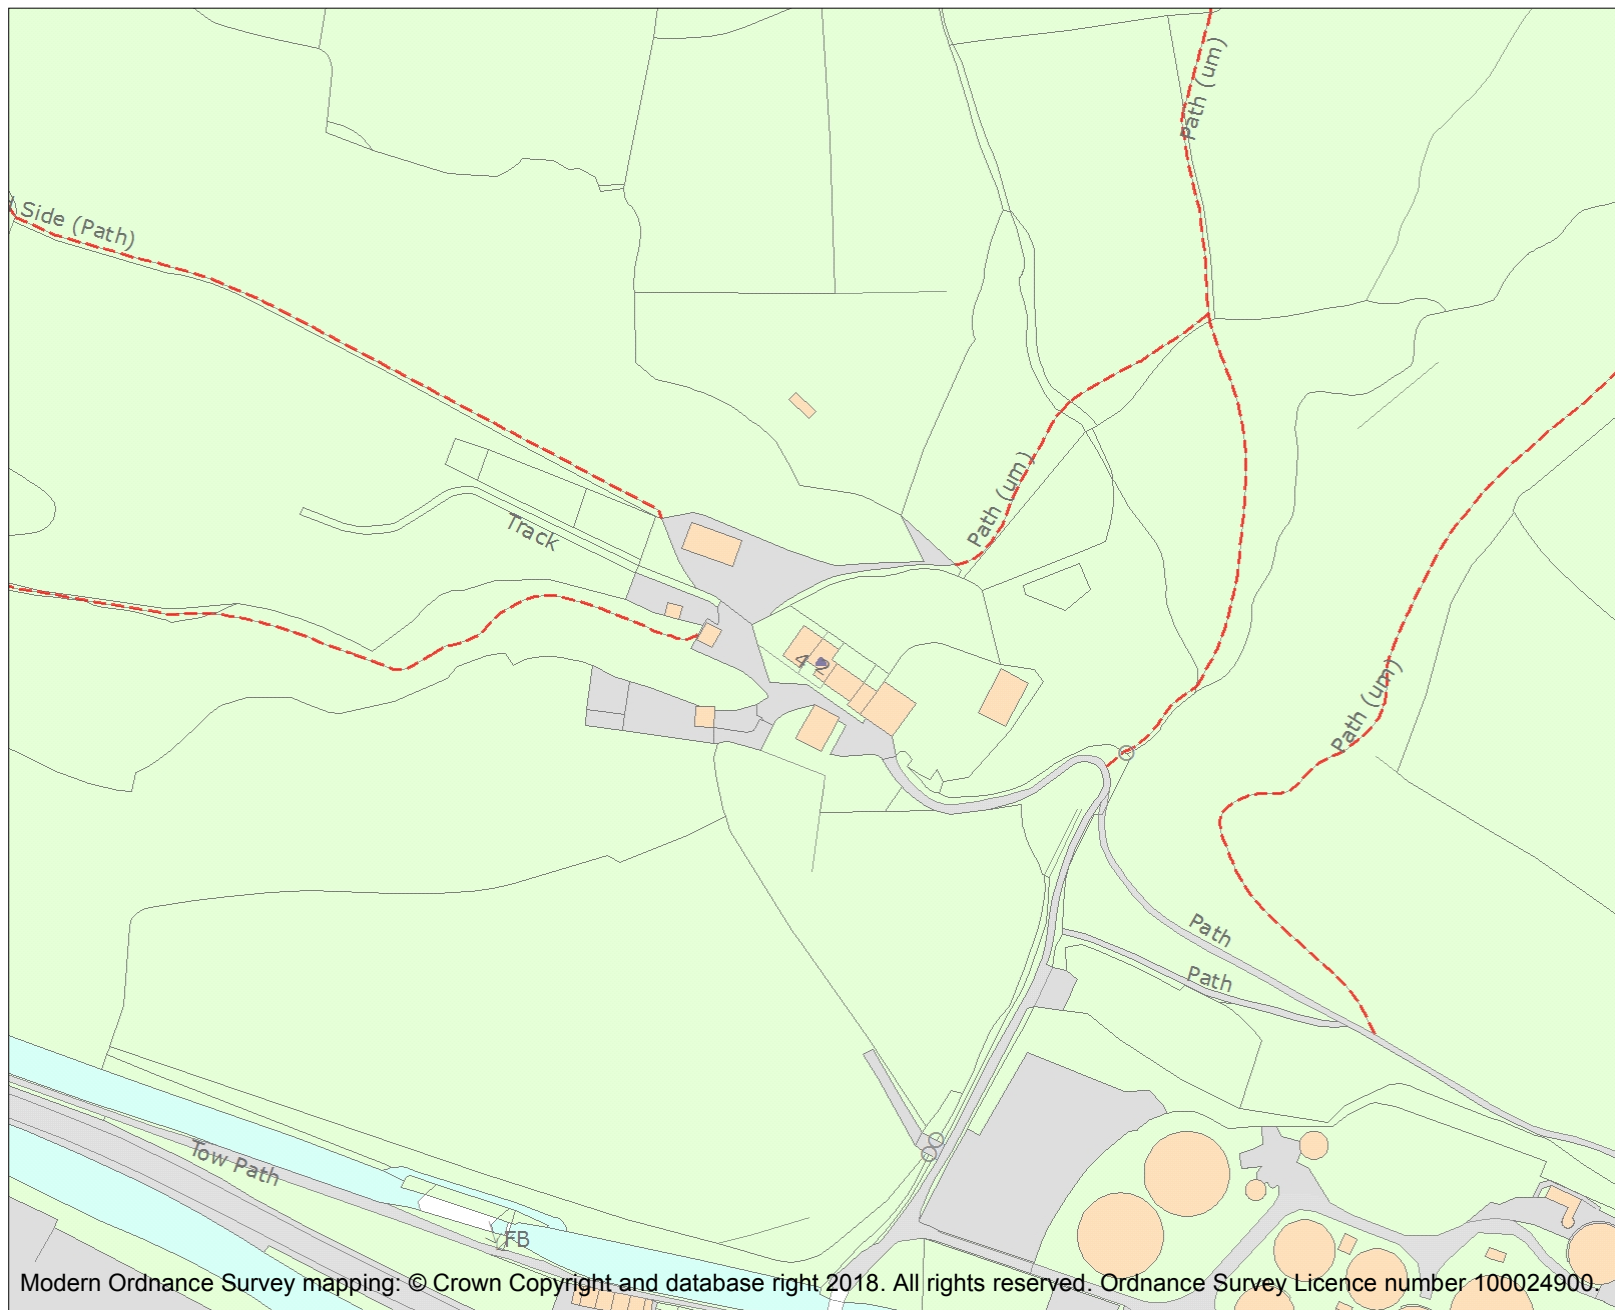 Path (um)
Side (Path)
Path (um)
Track
4 2
Path (um)
Path
Path
Tow Path
FB
Modern Ordnance Survey mapping: © Crown Copyright and database right 2018. All rights reserved. Ordnance Survey Licence number 100024900.